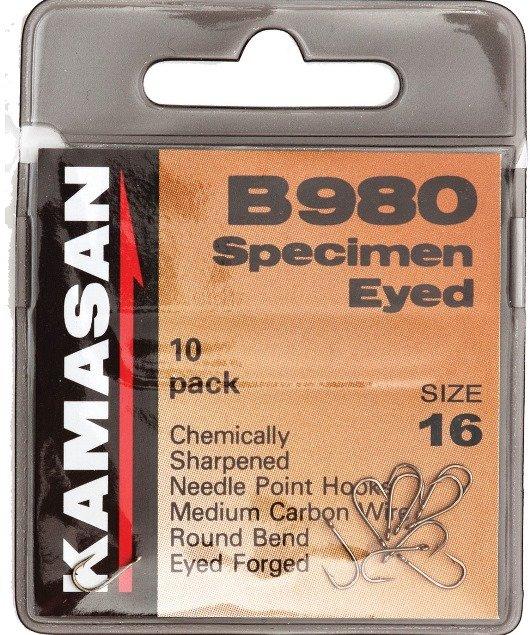 KAMASAN
B980
Specimen
Eyed
10
pack
SIZE
16
Chemically
Sharpened
Needle Point Hooks
Medium Carbon Wire
Round Bend
Eyed Forged